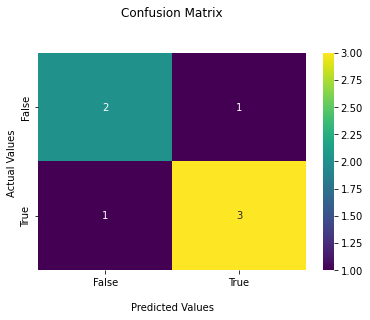 Confusion Matrix
3.00
2.75
2.50
2.25
2.00
1.75
1.50
1.25
1.00
Actual Values
False
True
2
1
1
3
False
True
Predicted Values